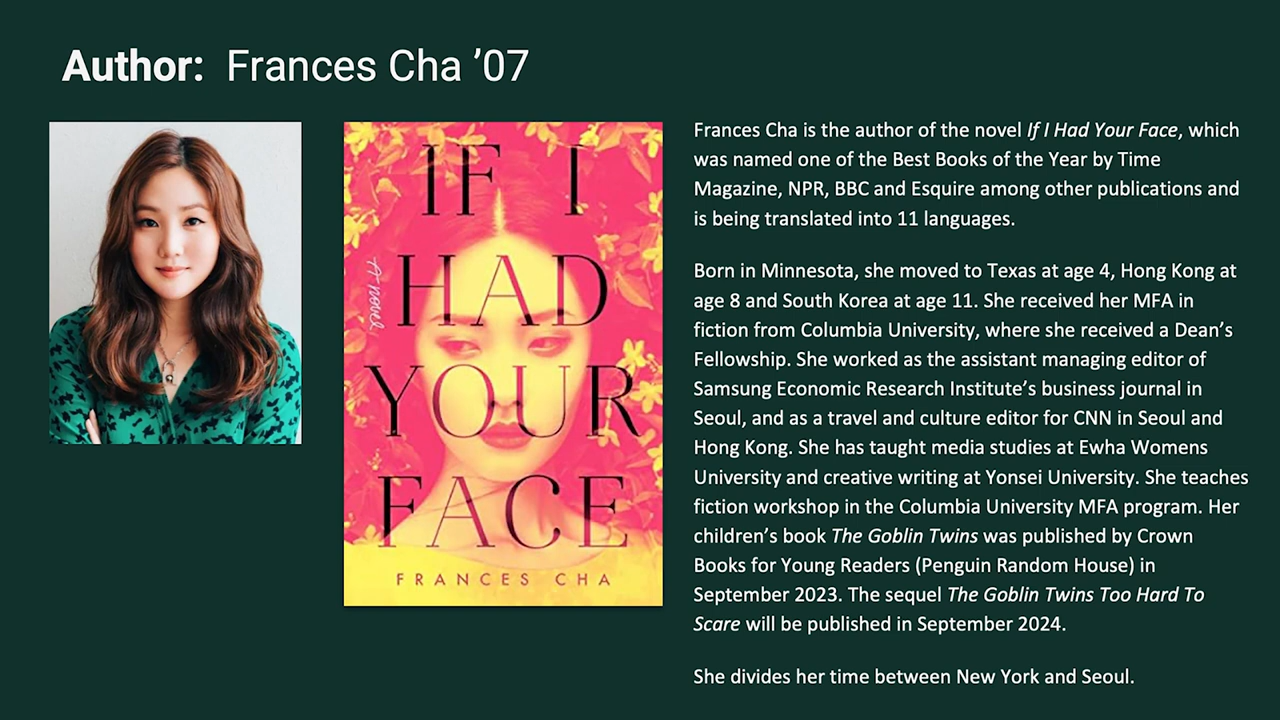 Author: Frances Cha ’07
IF I
HAD
YOUR
FACE
A novel
FRANCES CHA
Frances Cha is the author of the novel If I Had Your Face, which
was named one of the Best Books of the Year by Time
Magazine, NPR, BBC and Esquire among other publications and
is being translated into 11 languages.
Born in Minnesota, she moved to Texas at age 4, Hong Kong at
age 8 and South Korea at age 11. She received her MFA in
fiction from Columbia University, where she received a Dean’s
Fellowship. She worked as the assistant managing editor of
Samsung Economic Research Institute’s business journal in
Seoul, and as a travel and culture editor for CNN in Seoul and
Hong Kong. She has taught media studies at Ewha Womens
University and creative writing at Yonsei University. She teaches
fiction workshop in the Columbia University MFA program. Her
children’s book The Goblin Twins was published by Crown
Books for Young Readers (Penguin Random House) in
September 2023. The sequel The Goblin Twins Too Hard To
Scare will be published in September 2024.
She divides her time between New York and Seoul.